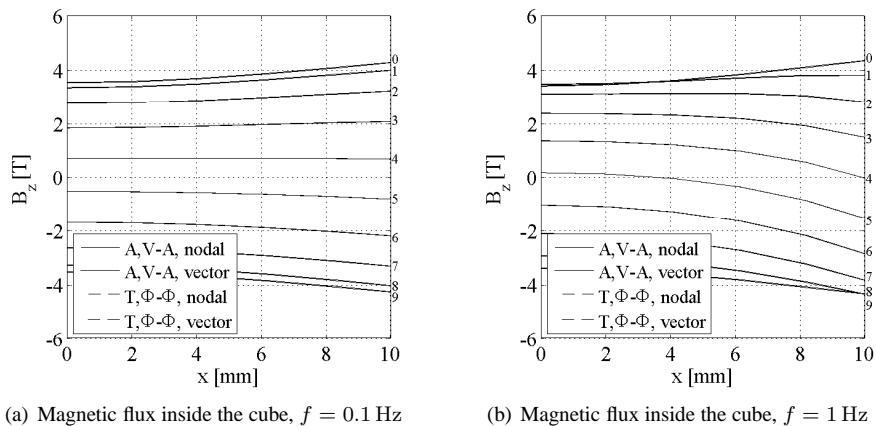 6
4
2
0
-2
-4
-6
B_z [T]
0
1
2
3
4
5
6
7
8
9
A,V-A, nodal
A,V-A, vector
T,Φ-Φ, nodal
T,Φ-Φ, vector
0 2 4 6 8 10
x [mm]
(a) Magnetic flux inside the cube, f = 0.1 Hz
6
4
2
0
-2
-4
-6
B_z [T]
0
1
2
3
4
5
6
7
8
9
A,V-A, nodal
A,V-A, vector
T,Φ-Φ, nodal
T,Φ-Φ, vector
0 2 4 6 8 10
x [mm]
(b) Magnetic flux inside the cube, f = 1 Hz